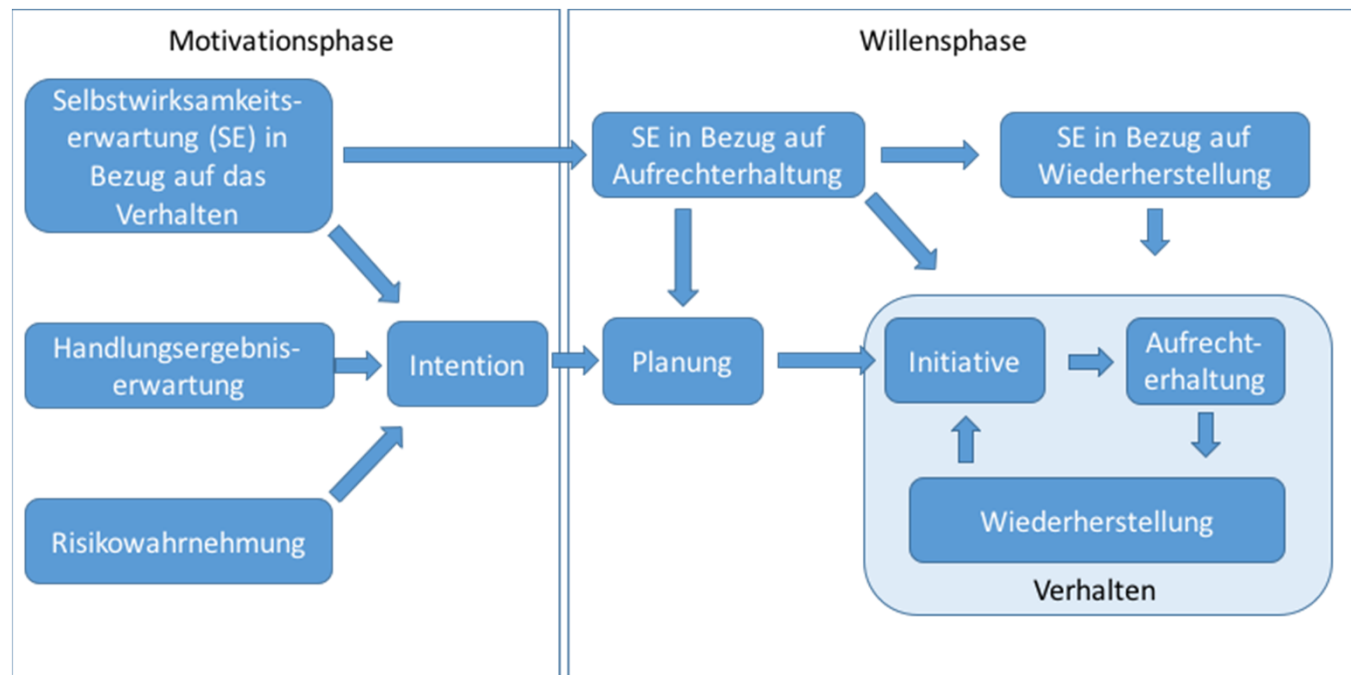 Motivationsphase
Willensphase
Selbstwirksamkeits-
erwartung (SE) in
Bezug auf das
Verhalten
SE in Bezug auf
Aufrechterhaltung
SE in Bezug auf
Wiederherstellung
Handlungsergebnis-
erwartung
Intention
Planung
Initiative
Aufrecht-
erhaltung
Risikowahrnehmung
Wiederherstellung
Verhalten